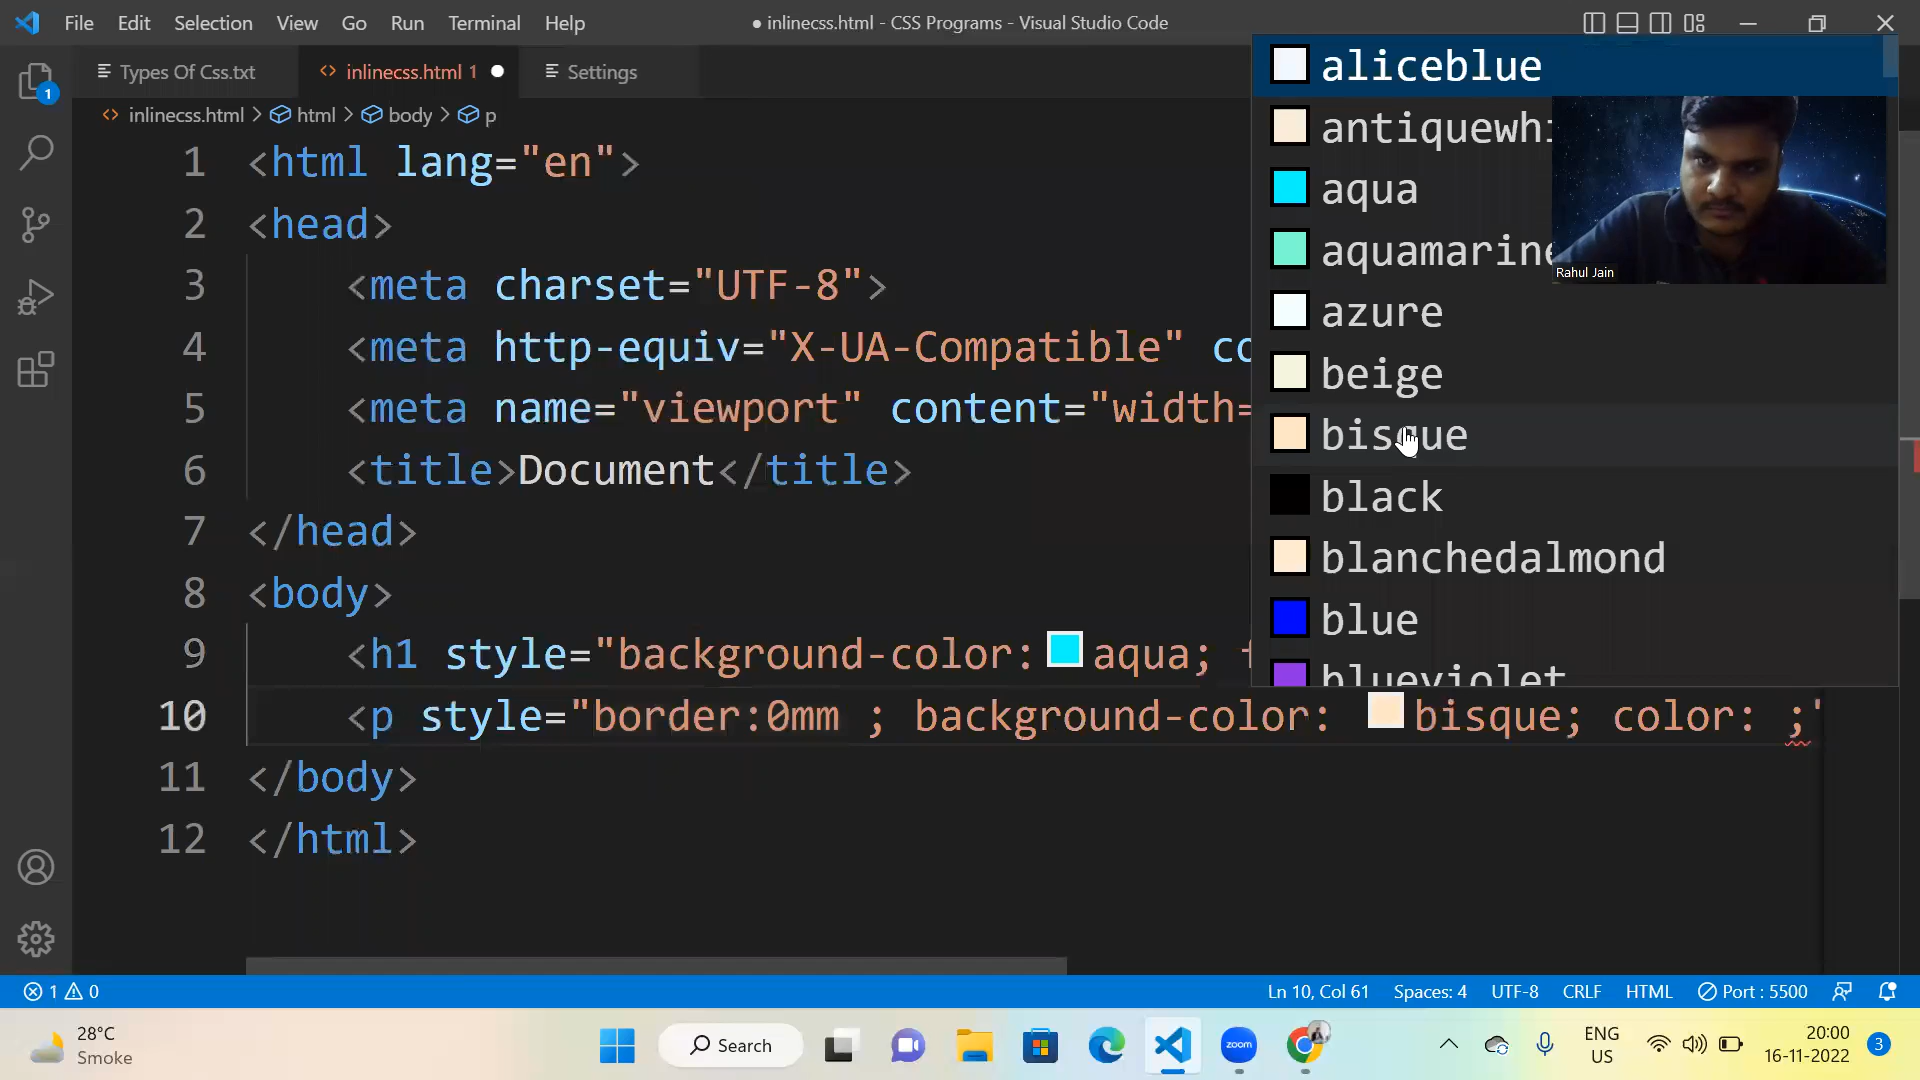 File Edit Selection View Go Run Terminal Help
● inlinecss.html - CSS Programs - Visual Studio Code
Types Of Css.txt
inlinecss.html 1
Settings
inlinecss.html > html > body > p
1 <html lang="en">
2 <head>
3 <meta charset="UTF-8">
4 <meta http-equiv="X-UA-Compatible" co
5 <meta name="viewport" content="width=
6 <title>Document</title>
7 </head>
8 <body>
9 <h1 style="background-color: aqua; f
10 <p style="border:0mm ; background-color: bisque; color: ;"
11 </body>
12 </html>
aliceblue
antiquewhi
aqua
aquamarine
azure
beige
bisque
black
blanchedalmond
blue
blueviolet
Rahul Jain
1
1 0
Ln 10, Col 61 Spaces: 4 UTF-8 CRLF HTML Port : 5500
28°C
Smoke
Search
zoom
ENG
US
20:00
16-11-2022
3